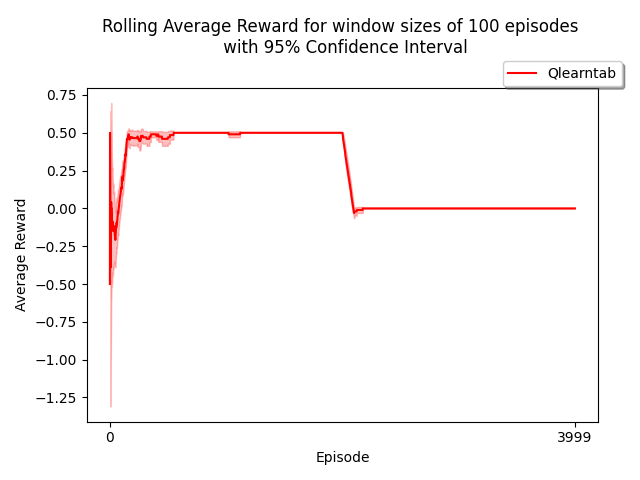 Rolling Average Reward for window sizes of 100 episodes
with 95% Confidence Interval
Qlearntab
0.75
0.50
0.25
0.00
−0.25
−0.50
−0.75
−1.00
−1.25
Average Reward
0 3999
Episode